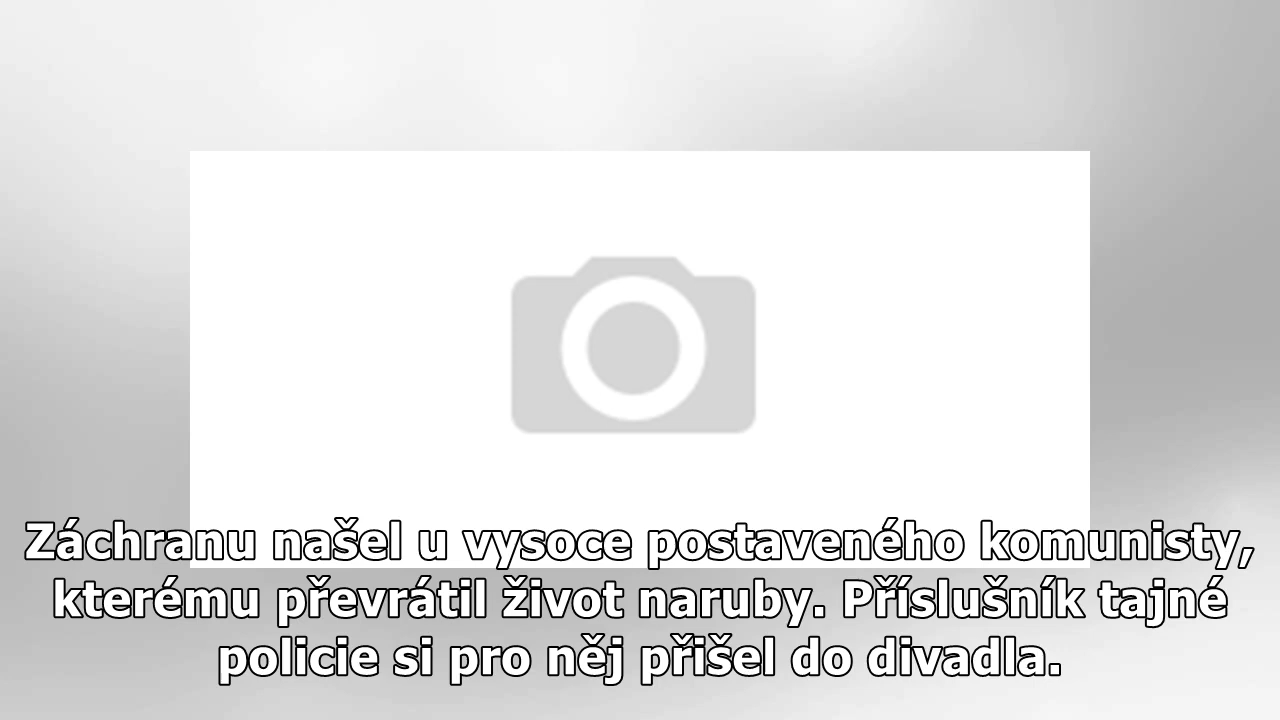 Záchranu našel u vysoce postaveného komunisty,
kterému převrátil život naruby. Příslušník tajné
policie si pro něj přišel do divadla.